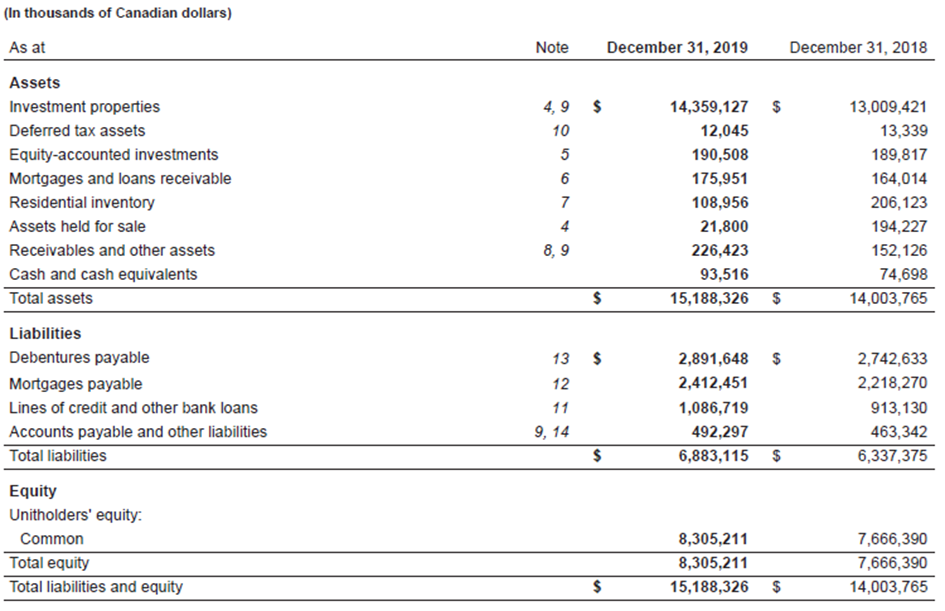 (In thousands of Canadian dollars)
As at Note December 31, 2019 December 31, 2018
Assets
Investment properties 4, 9 $ 14,359,127 $ 13,009,421
Deferred tax assets 10 12,045 13,339
Equity-accounted investments 5 190,508 189,817
Mortgages and loans receivable 6 175,951 164,014
Residential inventory 7 108,956 206,123
Assets held for sale 4 21,800 194,227
Receivables and other assets 8, 9 226,423 152,126
Cash and cash equivalents 93,516 74,698
Total assets $ 15,188,326 $ 14,003,765
Liabilities
Debentures payable 13 $ 2,891,648 $ 2,742,633
Mortgages payable 12 2,412,451 2,218,270
Lines of credit and other bank loans 11 1,086,719 913,130
Accounts payable and other liabilities 9, 14 492,297 463,342
Total liabilities $ 6,883,115 $ 6,337,375
Equity
Unitholders' equity:
Common 8,305,211 7,666,390
Total equity 8,305,211 7,666,390
Total liabilities and equity $ 15,188,326 $ 14,003,765